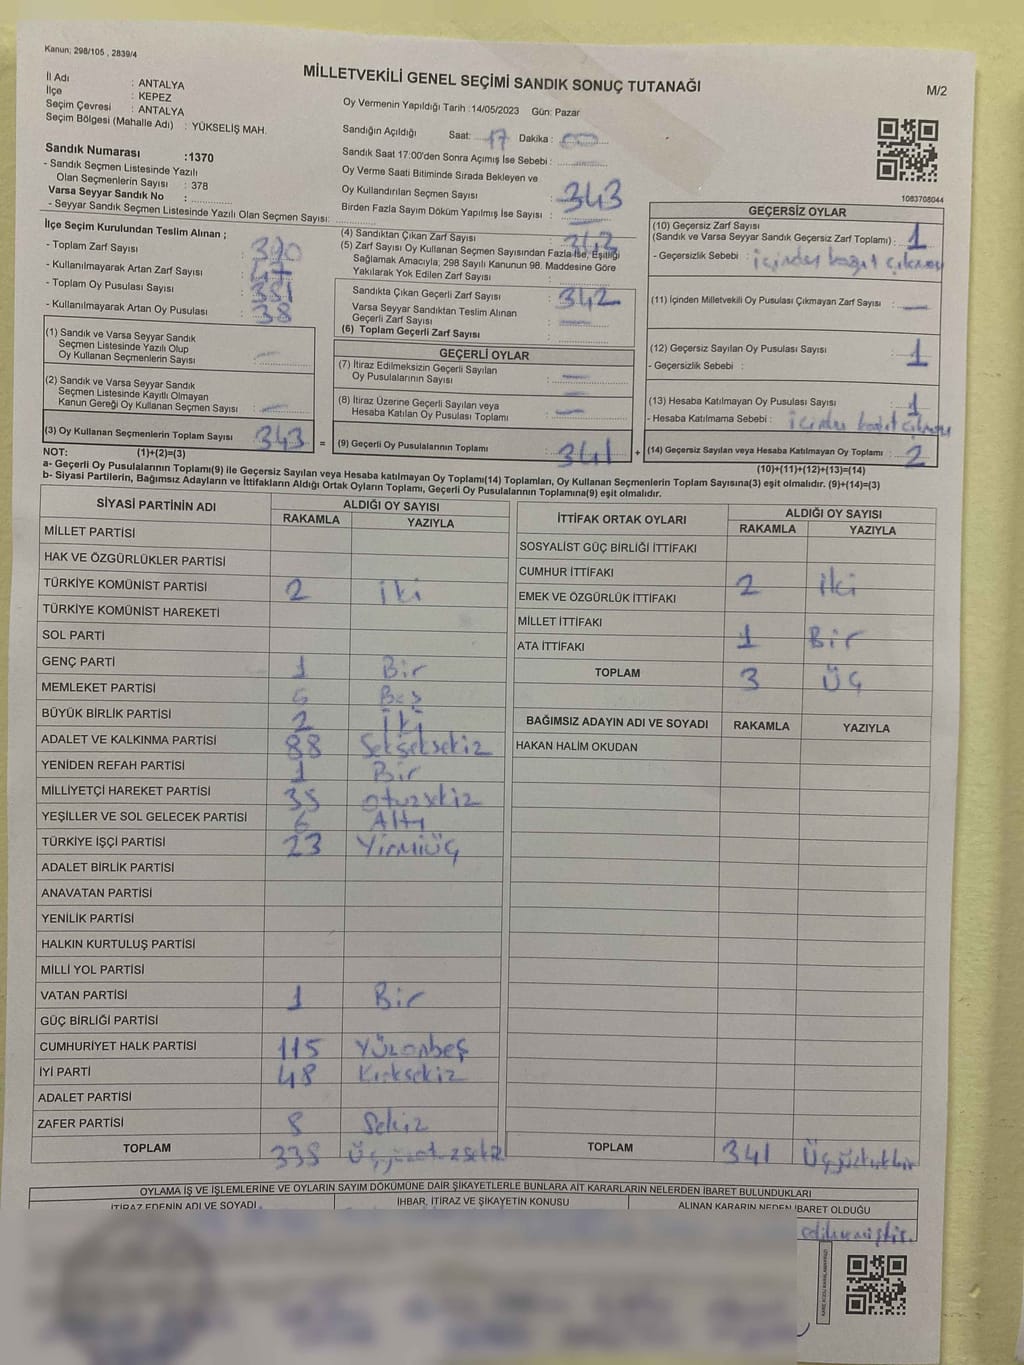 Kanun; 298/105 , 2839/4
MİLLETVEKİLİ GENEL SEÇİMİ SANDIK SONUÇ TUTANAĞI
M/2
İl Adı : ANTALYA
İlçe : KEPEZ
Seçim Çevresi : ANTALYA
Seçim Bölgesi (Mahalle Adı) : YÜKSELİŞ MAH.
Sandık Numarası :1370
- Sandık Seçmen Listesinde Yazılı
Olan Seçmenlerin Sayısı : 378
Varsa Seyyar Sandık No :
- Seyyar Sandık Seçmen Listesinde Yazılı Olan Seçmen Sayısı:
Oy Vermenin Yapıldığı Tarih :14/05/2023 Gün: Pazar
Sandığın Açıldığı Saat: 17 Dakika : 00
Sandık Saat 17:00'den Sonra Açımış İse Sebebi :
Oy Verme Saati Bitiminde Sırada Bekleyen ve
Oy Kullandırılan Seçmen Sayısı : 343
Birden Fazla Sayım Döküm Yapılmış İse Sayısı :
1083708044
İlçe Seçim Kurulundan Teslim Alınan ;
- Toplam Zarf Sayısı : 390
- Kullanılmayarak Artan Zarf Sayısı : 47
- Toplam Oy Pusulası Sayısı : 381
- Kullanılmayarak Artan Oy Pusulası : 38
(1) Sandık ve Varsa Seyyar Sandık
Seçmen Listesinde Yazılı Olup
Oy Kullanan Seçmenlerin Sayısı : —
(2) Sandık ve Varsa Seyyar Sandık
Seçmen Listesinde Kayıtlı Olmayan
Kanun Gereği Oy Kullanan Seçmen Sayısı : —
(3) Oy Kullanan Seçmenlerin Toplam Sayısı : 343 =
(4) Sandıktan Çıkan Zarf Sayısı : 343
(5) Zarf Sayısı Oy Kullanan Seçmen Sayısından Fazla İse, Eşitliği
Sağlamak Amacıyla, 298 Sayılı Kanunun 98. Maddesine Göre
Yakılarak Yok Edilen Zarf Sayısı :
Sandıkta Çıkan Geçerli Zarf Sayısı : 342
Varsa Seyyar Sandıktan Teslim Alınan
Geçerli Zarf Sayısı : —
(6) Toplam Geçerli Zarf Sayısı :
GEÇERLİ OYLAR
(7) İtiraz Edilmeksizin Geçerli Sayılan
Oy Pusulalarının Sayısı : —
(8) İtiraz Üzerine Geçerli Sayılan veya
Hesaba Katılan Oy Pusulası Toplamı : —
(9) Geçerli Oy Pusulalarının Toplamı : 341 +
GEÇERSİZ OYLAR
(10) Geçersiz Zarf Sayısı
(Sandık ve Varsa Seyyar Sandık Geçersiz Zarf Toplamı) : 1
- Geçersizlik Sebebi : içinden
(11) İçinden Milletvekili Oy Pusulası Çıkmayan Zarf Sayısı : —
(12) Geçersiz Sayılan Oy Pusulası Sayısı : 1
- Geçersizlik Sebebi :
(13) Hesaba Katılmayan Oy Pusulası Sayısı : 1
- Hesaba Katılmama Sebebi :
(14) Geçersiz Sayılan veya Hesaba Katılmayan Oy Toplamı : 2
NOT: (1)+(2)=(3) (10)+(11)+(12)+(13)=(14)
a- Geçerli Oy Pusulalarının Toplamı(9) ile Geçersiz Sayılan veya Hesaba katılmayan Oy Toplamı(14) Toplamları, Oy Kullanan Seçmenlerin Toplam Sayısına(3) eşit olmalıdır. (9)+(14)=(3)
b- Siyasi Partilerin, Bağımsız Adayların ve İttifakların Aldığı Ortak Oyların Toplamı, Geçerli Oy Pusulalarının Toplamına(9) eşit olmalıdır.
SİYASİ PARTİNİN ADI ALDIĞI OY SAYISI
RAKAMLA YAZIYLA
MİLLET PARTİSİ
HAK VE ÖZGÜRLÜKLER PARTİSİ
TÜRKİYE KOMÜNİST PARTİSİ 2 iki
TÜRKİYE KOMÜNİST HAREKETİ
SOL PARTİ
GENÇ PARTİ 1 Bir
MEMLEKET PARTİSİ Beş
BÜYÜK BİRLİK PARTİSİ 2 İki
ADALET VE KALKINMA PARTİSİ 88 Sekseksekiz
YENİDEN REFAH PARTİSİ 1 Bir
MİLLİYETÇİ HAREKET PARTİSİ
YEŞİLLER VE SOL GELECEK PARTİSİ 6 Altı
TÜRKİYE İŞÇİ PARTİSİ 23 Yirmiüç
ADALET BİRLİK PARTİSİ
ANAVATAN PARTİSİ
YENİLİK PARTİSİ
HALKIN KURTULUŞ PARTİSİ
MİLLİ YOL PARTİSİ
VATAN PARTİSİ 1 Bir
GÜÇ BİRLİĞİ PARTİSİ
CUMHURİYET HALK PARTİSİ 115 Yüzonbeş
İYİ PARTİ 48 Kırksekiz
ADALET PARTİSİ
ZAFER PARTİSİ 8 Sekiz
TOPLAM 338 Üçyüzotuzsekiz
İTTİFAK ORTAK OYLARI ALDIĞI OY SAYISI
RAKAMLA YAZIYLA
SOSYALİST GÜÇ BİRLİĞİ İTTİFAKI
CUMHUR İTTİFAKI 2 iki
EMEK VE ÖZGÜRLÜK İTTİFAKI
MİLLET İTTİFAKI 1 Bir
ATA İTTİFAKI
TOPLAM 3 Üç
BAĞIMSIZ ADAYIN ADI VE SOYADI RAKAMLA YAZIYLA
HAKAN HALİM OKUDAN
TOPLAM 341
OYLAMA İŞ VE İŞLEMLERİNE VE OYLARIN SAYIM DÖKÜMÜNE DAİR ŞİKAYETLERLE BUNLARA AİT KARARLARIN NELERDEN İBARET BULUNDUKLARI
İTİRAZ EDENİN ADI VE SOYADI İHBAR, İTİRAZ VE ŞİKAYETİN KONUSU ALINAN KARARIN NEDEN İBARET OLDUĞU